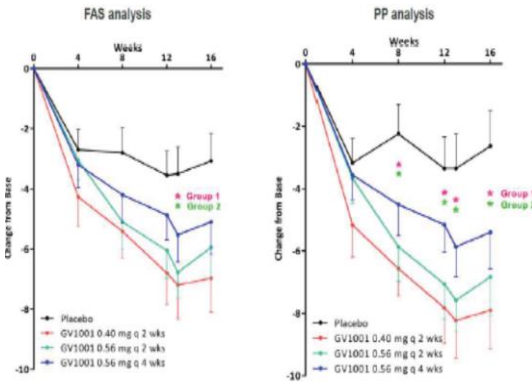 FAS analysis
Weeks
0 4 8 12 16
0
-2
-4
-6
-8
-10
Change from Base
* Group 1
* Group 2
Placebo
GV1001 0.40 mg q 2 wks
GV1001 0.56 mg q 2 wks
GV1001 0.56 mg q 4 wks
PP analysis
Weeks
0 4 8 12 16
0
-2
-4
-6
-8
-10
Change from Base
* * * * Group
* * * * Group
Placebo
GV1001 0.40 mg q 2 wks
GV1001 0.56 mg q 2 wks
GV1001 0.56 mg q 4 wks